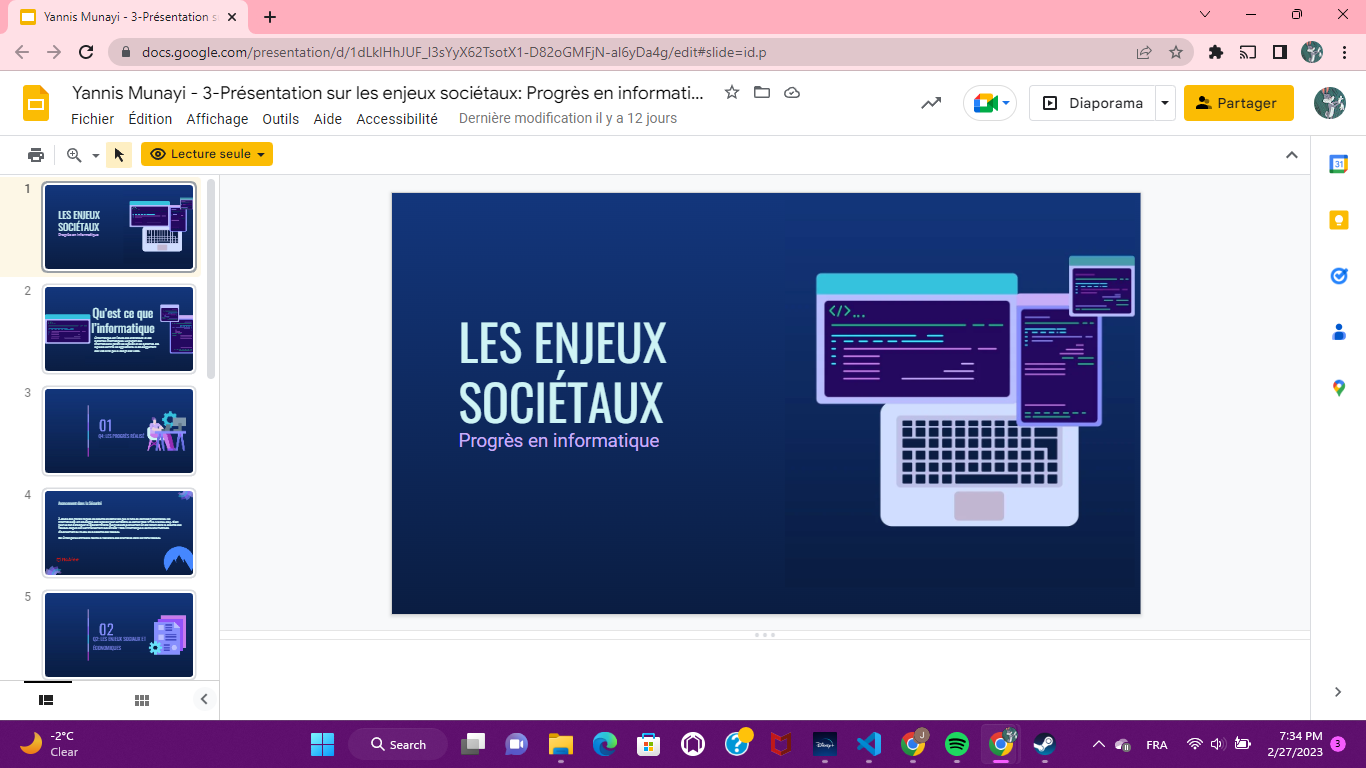 Yannis Munayi - 3-Présentation s
docs.google.com/presentation/d/1dLklHhJUF_l3sYyX62TsotX1-D82oGMFjN-al6yDa4g/edit#slide=id.p
Yannis Munayi - 3-Présentation sur les enjeux sociétaux: Progrès en informati...
Diaporama
Partager
Fichier Édition Affichage Outils Aide Accessibilité Dernière modification il y a 12 jours
Lecture seule
31
1
LES ENJEUX
SOCIÉTAUX
Progrès en informatique
2
Qu'est ce que
l'informatique
3
01
Q1: LES PROGRÈS RÉALISÉ
4
5
02
Q2: LES ENJEUX SOCIAUX ET
ÉCONOMIQUES
LES ENJEUX
SOCIÉTAUX
Progrès en informatique
</>...
-2°C
Clear
Search
Disney+
J
FRA
7:34 PM
2/27/2023
3